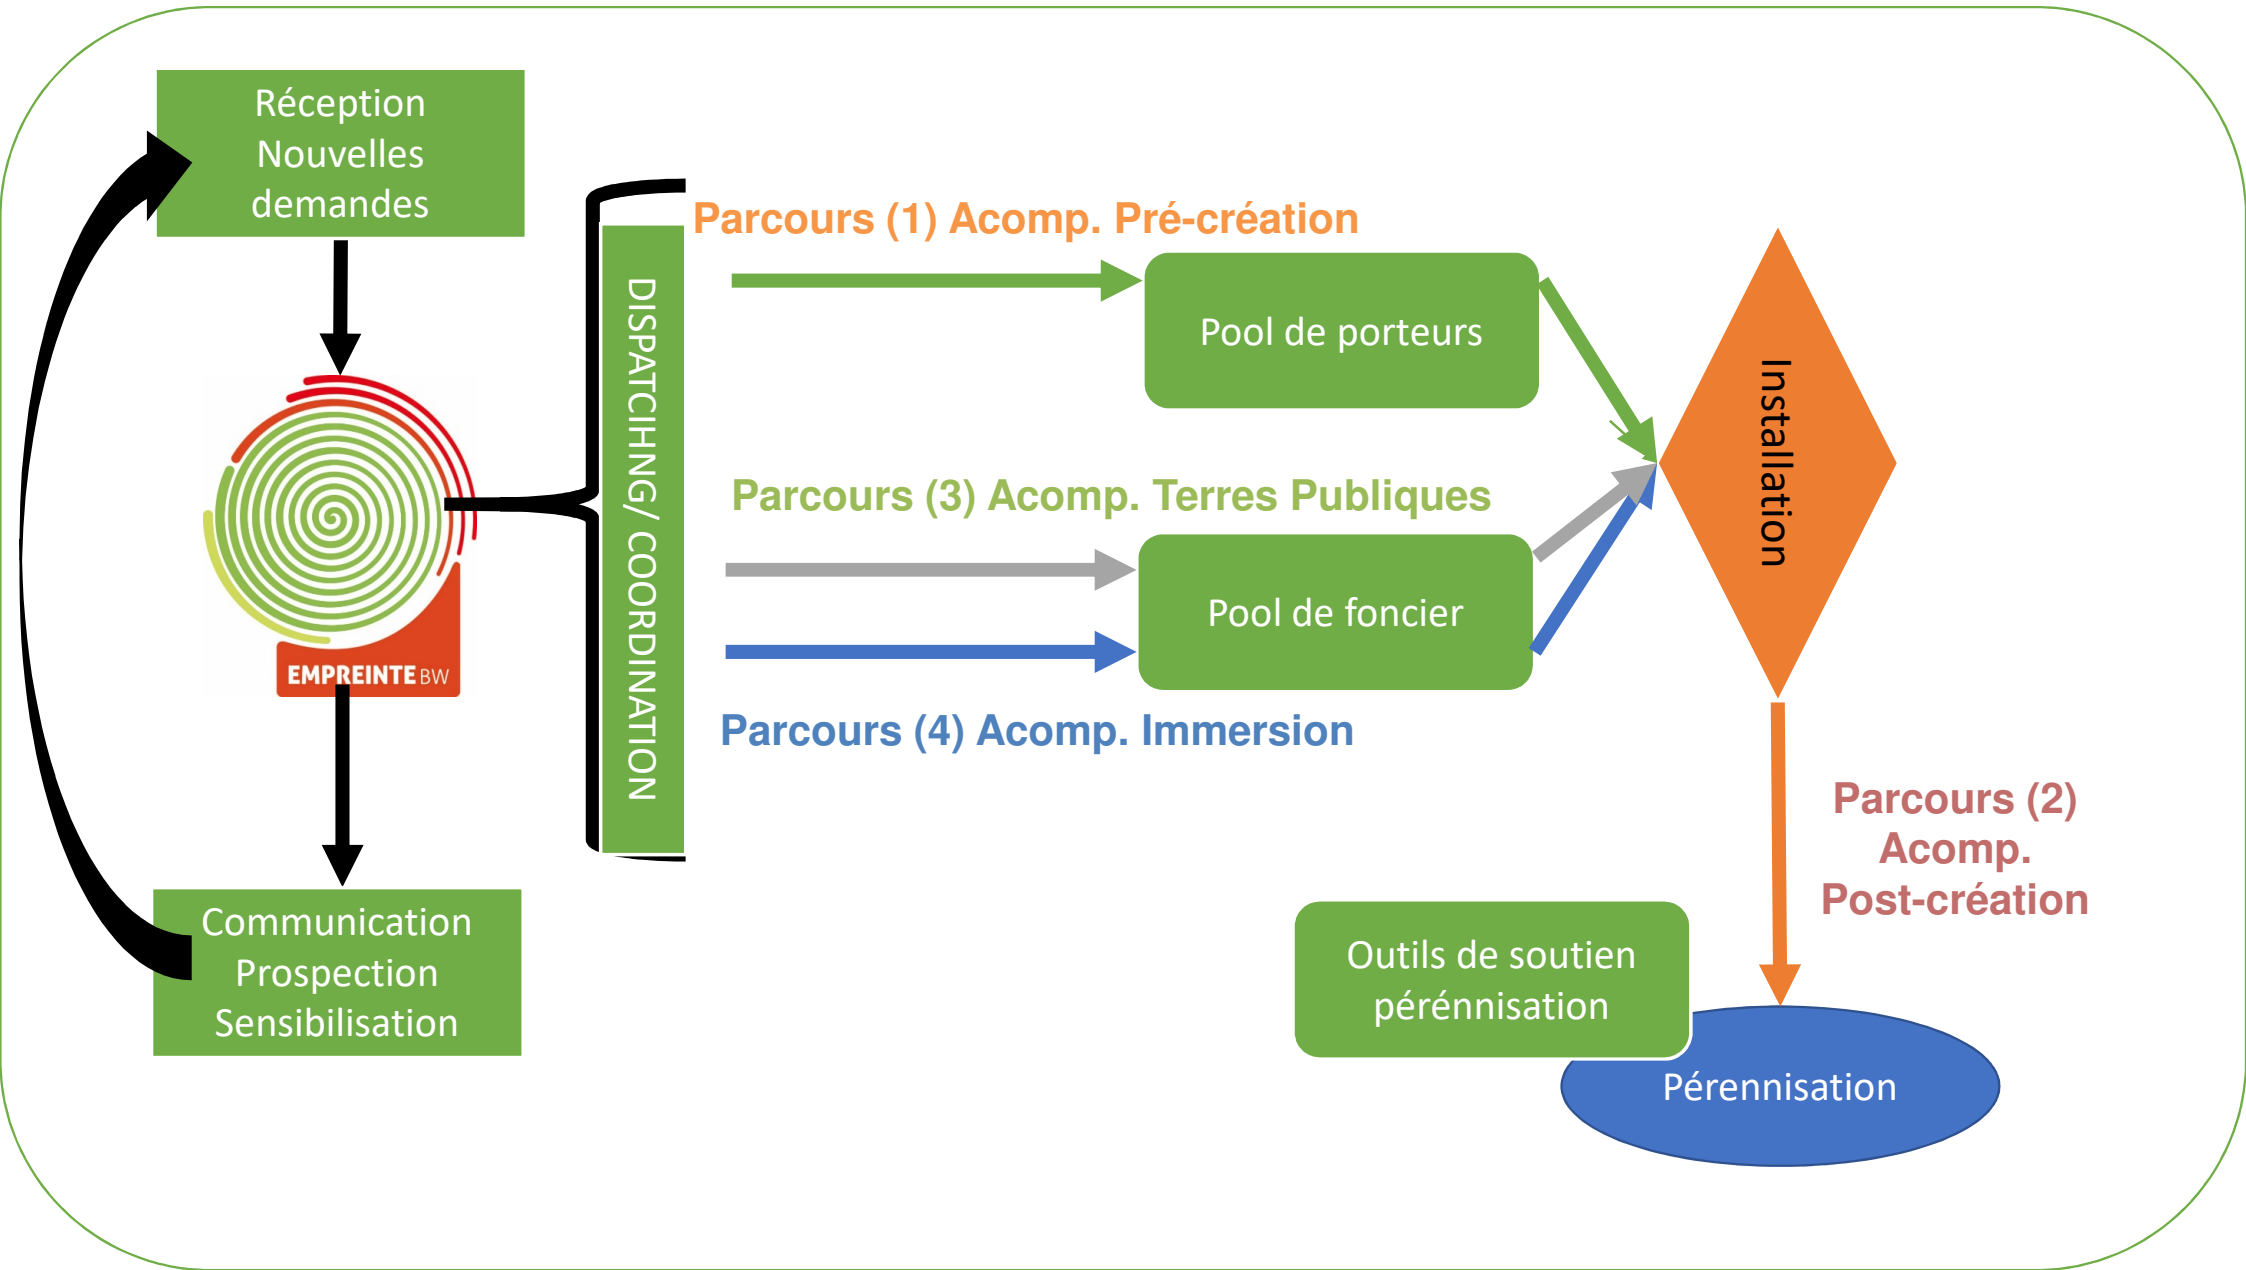 Réception
Nouvelles
demandes
EMPREINTE BW
Communication
Prospection
Sensibilisation
DISPATCIHNG/ COORDINATION
Parcours (1) Acomp. Pré-création
Pool de porteurs
Parcours (3) Acomp. Terres Publiques
Pool de foncier
Parcours (4) Acomp. Immersion
Installation
Parcours (2)
Acomp.
Post-création
Outils de soutien
pérénnisation
Pérennisation